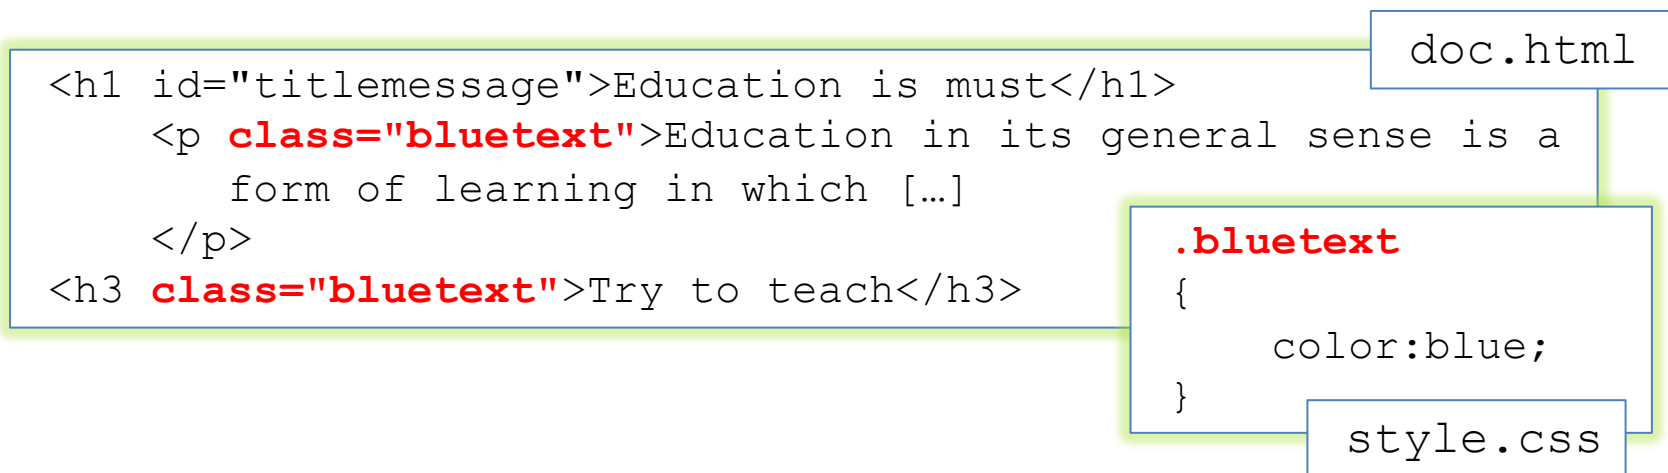 doc.html
<h1 id="titlemessage">Education is must</h1>
<p class="bluetext">Education in its general sense is a
form of learning in which […]
</p>
<h3 class="bluetext">Try to teach</h3>
.bluetext
{
color:blue;
}
style.css